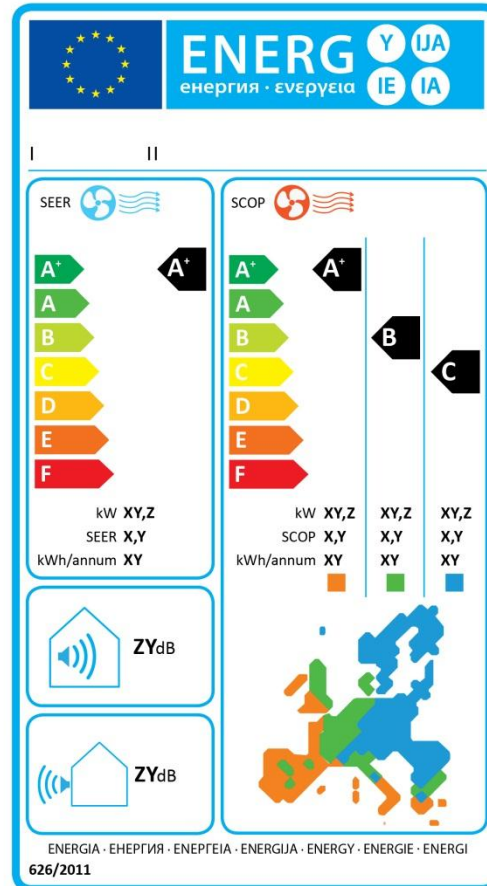 ENERG Y IJA
енергия · ενεργεια IE IA
I II
SEER
A+ A+
A
B
C
D
E
F
kW XY,Z
SEER X,Y
kWh/annum XY
SCOP
A+ A+
A
B B
C C
D
E
F
kW XY,Z XY,Z XY,Z
SCOP X,Y X,Y X,Y
kWh/annum XY XY XY
ZYdB
ZYdB
ENERGIA · ЕНЕРГИЯ · ΕΝΕΡΓΕΙΑ · ENERGIJA · ENERGY · ENERGIE · ENERGI
626/2011